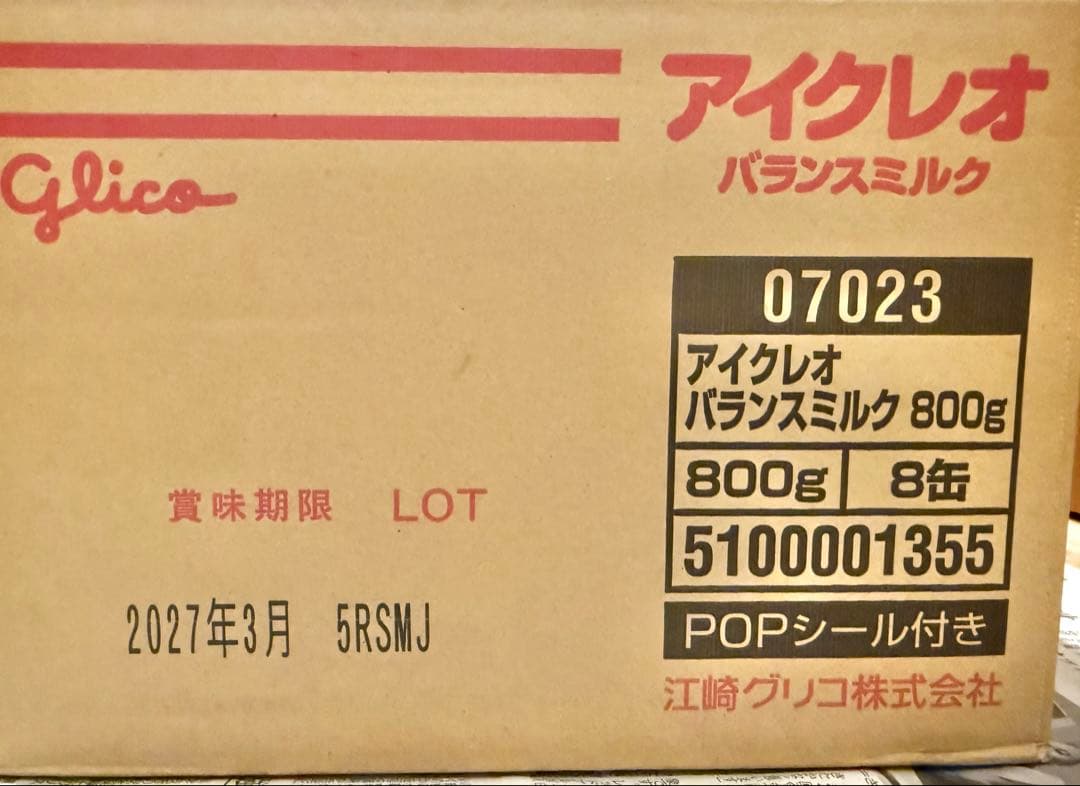 アイクレオ
バランスミルク
glico
07023
アイクレオ
バランスミルク 800g
800g 8缶
5100001355
POPシール付き
江崎グリコ株式会社
賞味期限 LOT
2027年3月 5RSMJ